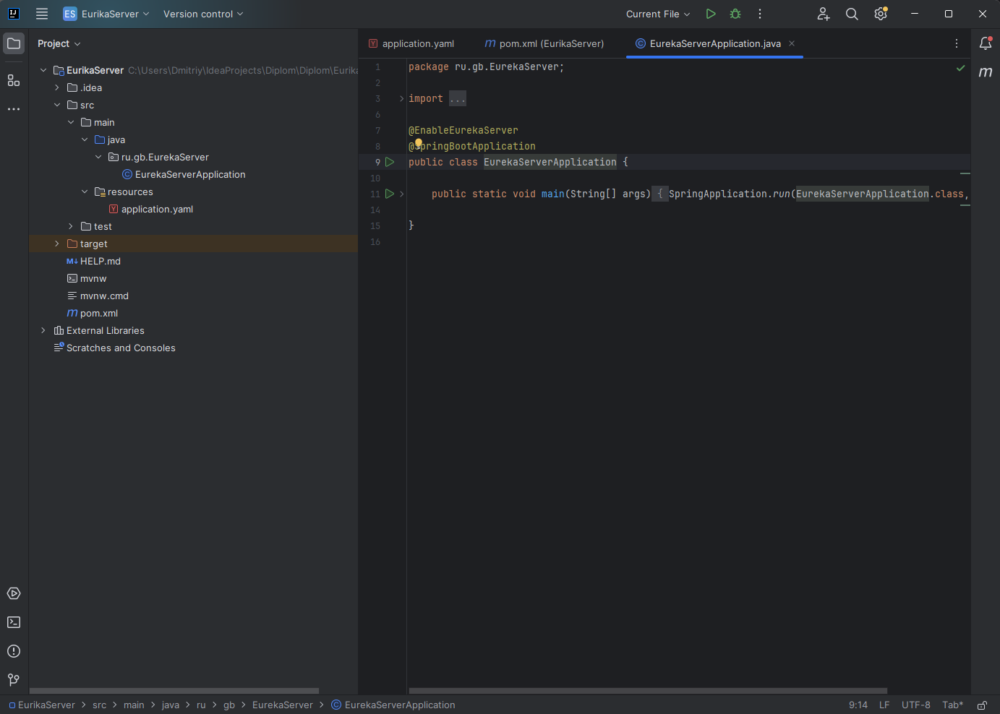 ES EurikaServer Version control Current File
Project
application.yaml pom.xml (EurikaServer) EurekaServerApplication.java
EurikaServer C:\Users\Dmitriy\IdeaProjects\Diplom\Diplom\Eurika
.idea
src
main
java
ru.gb.EurekaServer
EurekaServerApplication
resources
application.yaml
test
target
HELP.md
mvnw
mvnw.cmd
pom.xml
External Libraries
Scratches and Consoles
1 package ru.gb.EurekaServer;
2
3 import ...
6
7 @EnableEurekaServer
8 @SpringBootApplication
9 public class EurekaServerApplication {
10
11 public static void main(String[] args) { SpringApplication.run(EurekaServerApplication.class,
14
15 }
16
EurikaServer > src > main > java > ru > gb > EurekaServer > EurekaServerApplication 9:14 LF UTF-8 Tab*